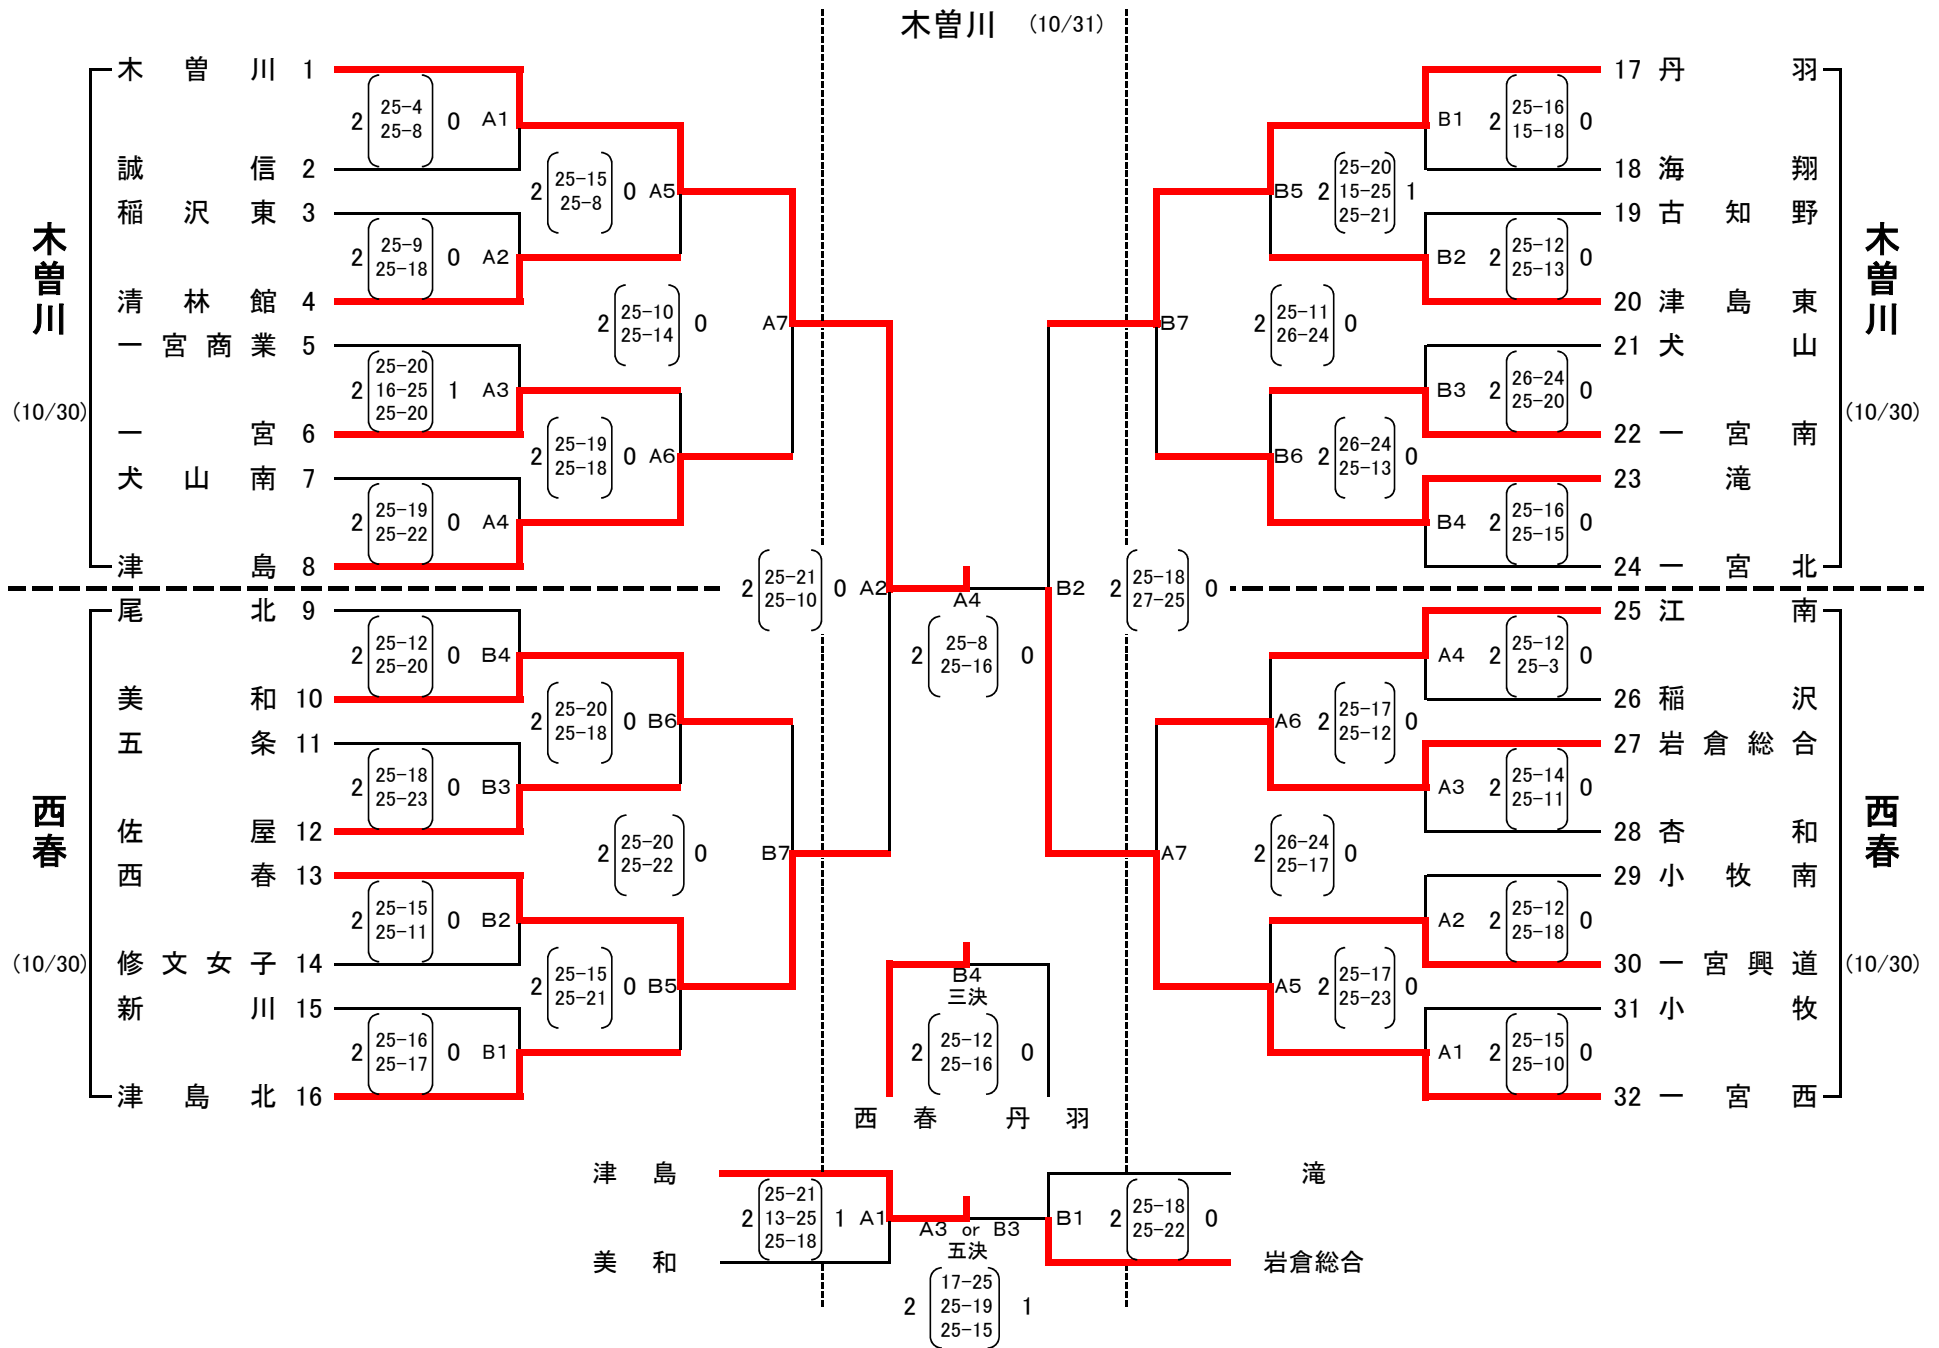 木曽川 (10/31)
木曽川 1
誠信 2
稲沢東 3
清林館 4
一宮商業 5
一宮 6
犬山南 7
津島 8
木曽川
(10/30)
2 25-4 0 A1
25-8
2 25-9 0 A2
25-18
2 25-20 1 A3
16-25
25-20
2 25-19 0 A4
25-22
2 25-15 0 A5
25-8
2 25-19 0 A6
25-18
2 25-10 0 A7
25-14
尾北 9
美和 10
五条 11
佐屋 12
西春 13
修文女子 14
新川 15
津島北 16
西春
(10/30)
2 25-12 0 B4
25-20
2 25-18 0 B3
25-23
2 25-15 0 B2
25-11
2 25-16 0 B1
25-17
2 25-20 0 B6
25-18
2 25-15 0 B5
25-21
2 25-20 0 B7
25-22
2 25-21 0 A2
25-10
A4
2 25-8 0
25-16
B2 2 25-18 0
27-25
17 丹羽
18 海翔
19 古知野
20 津島東
21 犬山
22 一宮南
23 滝
24 一宮北
木曽川
(10/30)
B1 2 25-16 0
15-18
B2 2 25-12 0
25-13
B3 2 26-24 0
25-20
B4 2 25-16 0
25-15
B5 2 25-20 1
15-25
25-21
B6 2 26-24 0
25-13
B7 2 25-11 0
26-24
25 江南
26 稲沢
27 岩倉総合
28 杏和
29 小牧南
30 一宮興道
31 小牧
32 一宮西
西春
(10/30)
A4 2 25-12 0
25-3
A3 2 25-14 0
25-11
A2 2 25-12 0
25-18
A1 2 25-15 0
25-10
A6 2 25-17 0
25-12
A5 2 25-17 0
25-23
A7 2 26-24 0
25-17
B4
三決
2 25-12 0
25-16
西春 丹羽
津島 滝
2 25-21 1 A1
13-25
25-18
A3 or B3
五決
B1 2 25-18 0
25-22
美和 岩倉総合
2 17-25 1
25-19
25-15